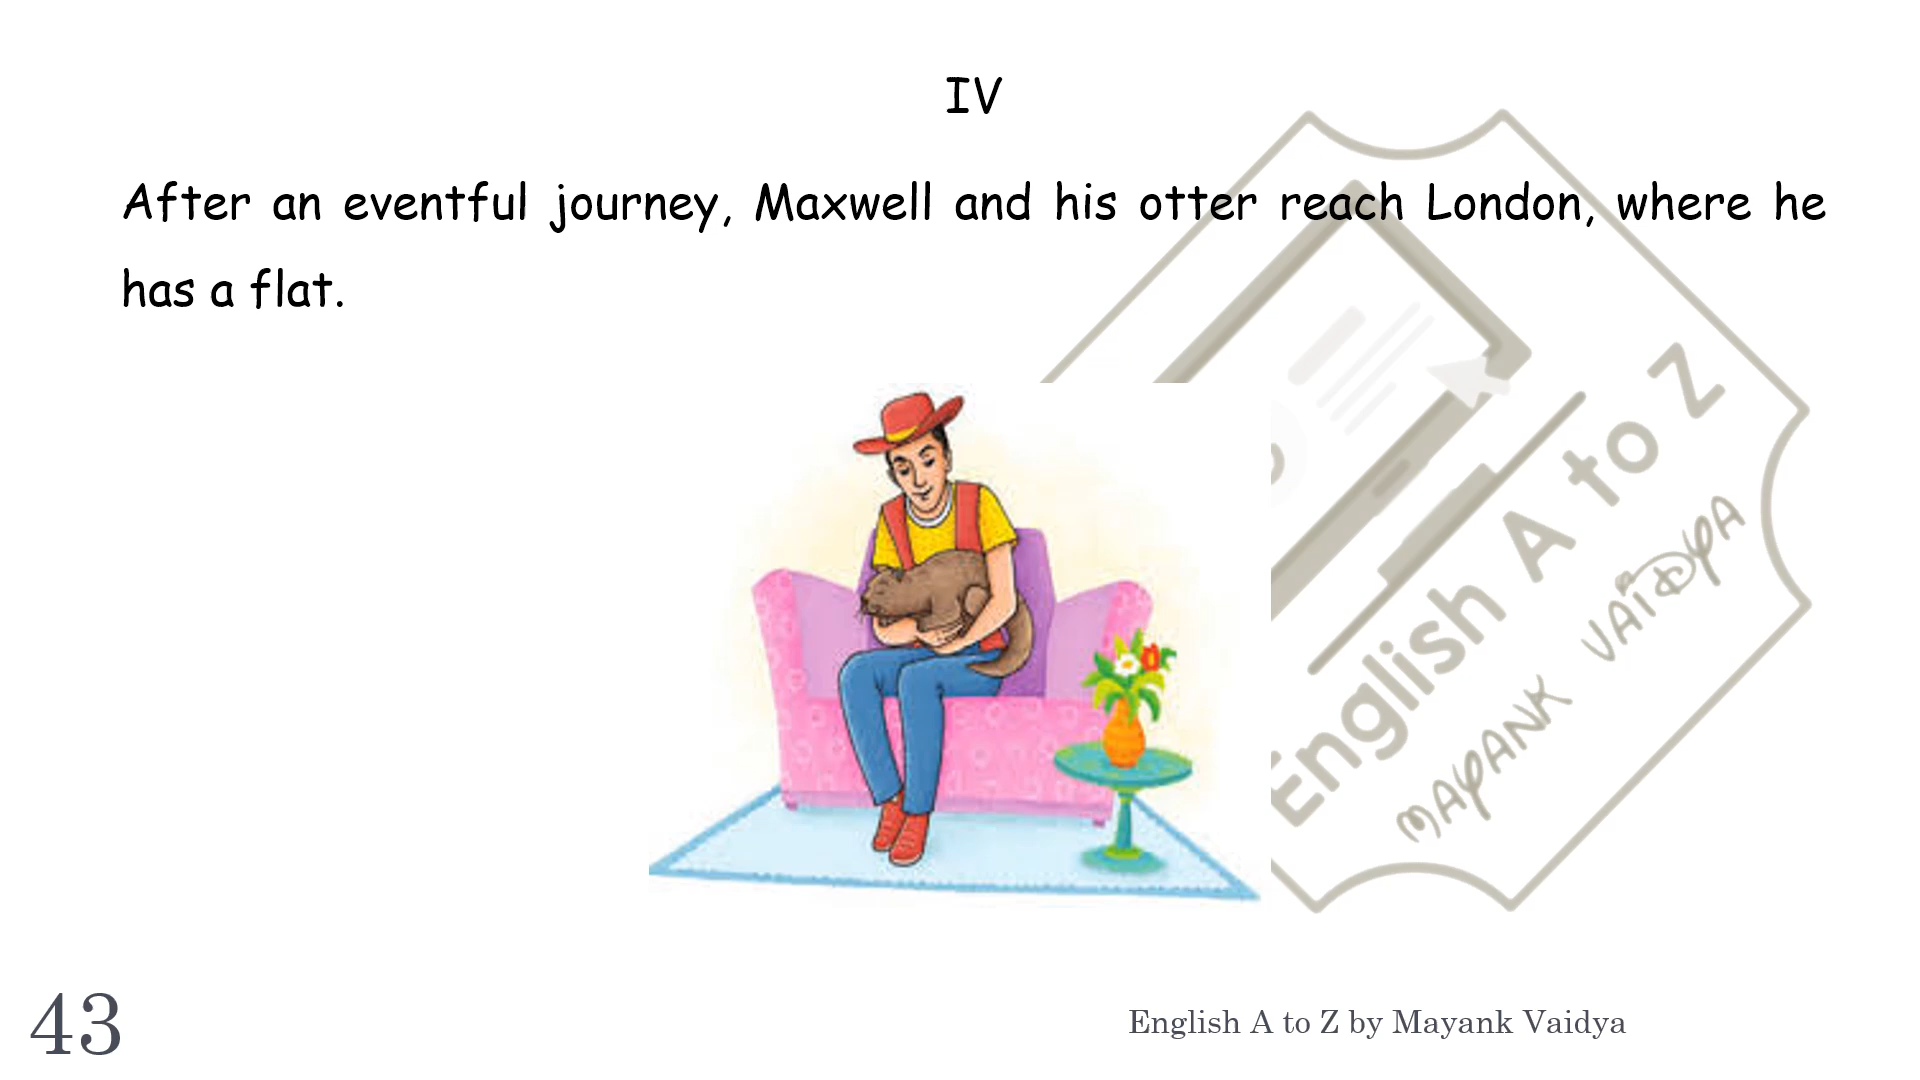 IV
After an eventful journey, Maxwell and his otter reach London, where he
has a flat.
English A to Z
MAYANK VAIDYA
43
English A to Z by Mayank Vaidya